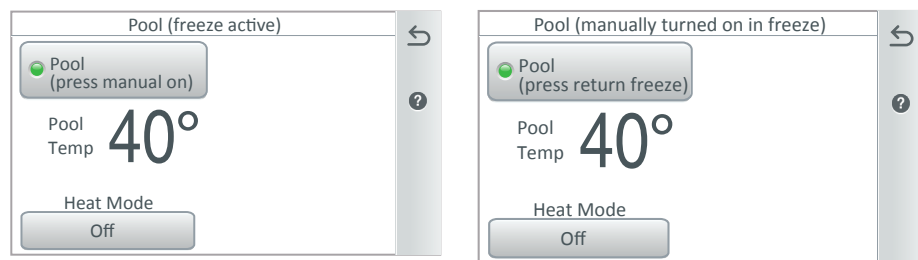 Pool (freeze active)
Pool
(press manual on)
Pool
Temp
40°
Heat Mode
Off
?
Pool (manually turned on in freeze)
Pool
(press return freeze)
Pool
Temp
40°
Heat Mode
Off
?